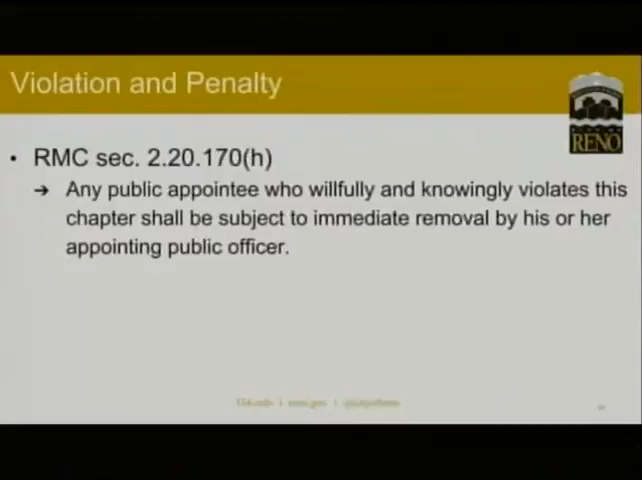 Violation and Penalty
RENO
• RMC sec. 2.20.170(h)
➔ Any public appointee who willfully and knowingly violates this
chapter shall be subject to immediate removal by his or her
appointing public officer.